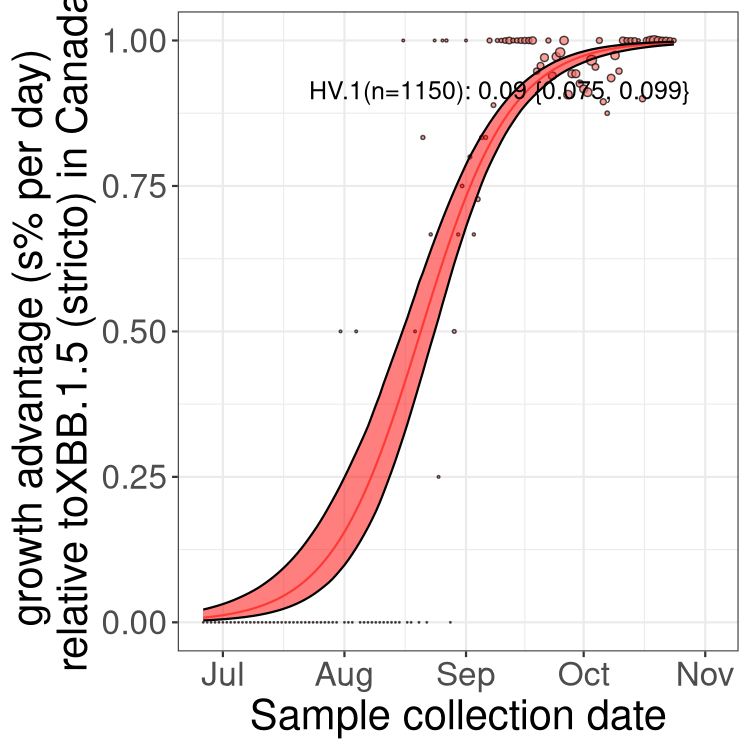 growth advantage (s% per day)
relative toXBB.1.5 (stricto) in Canada
1.00
0.75
0.50
0.25
0.00
HV.1(n=1150): 0.09 {0.075, 0.099}
Jul Aug Sep Oct Nov
Sample collection date